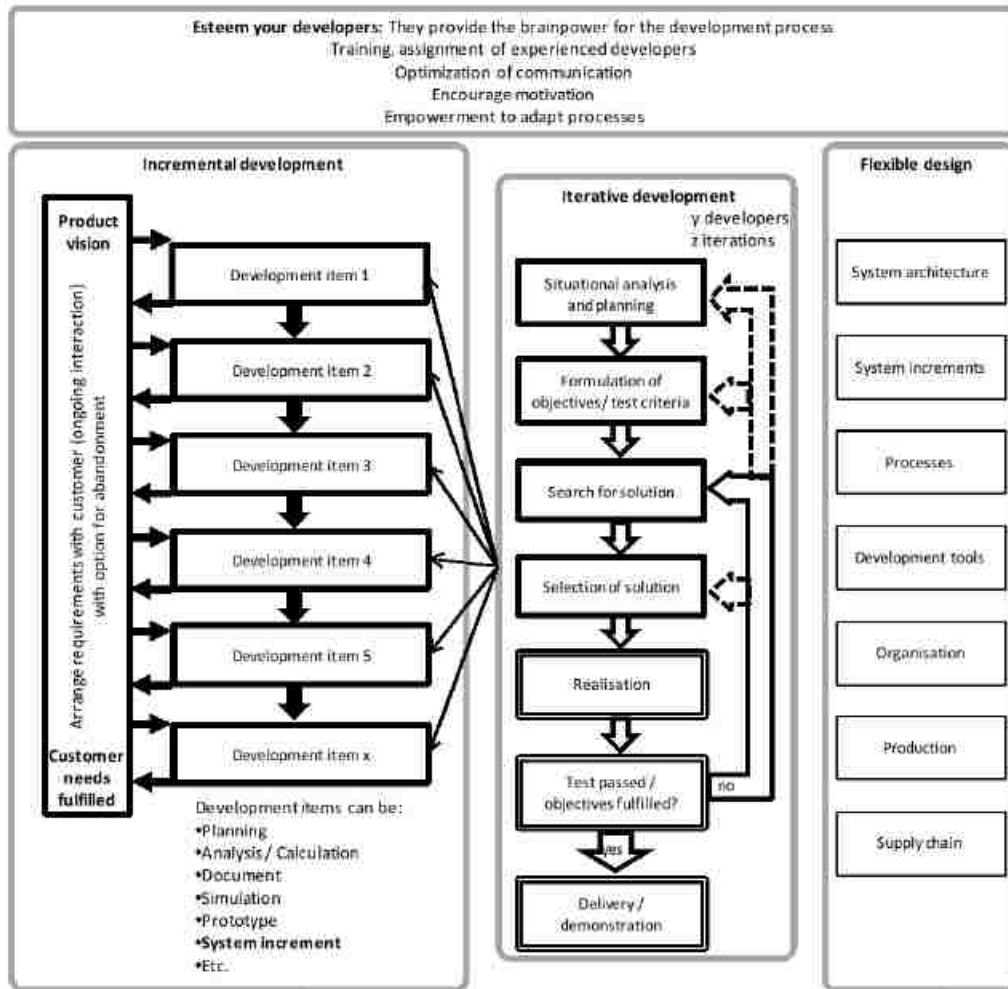 Esteem your developers: They provide the brainpower for the development process
Training, assignment of experienced developers
Optimization of communication
Encourage motivation
Empowerment to adapt processes
Incremental development
Product
vision
Arrange requirements with customer (ongoing interaction)
with option for abandonment
Customer
needs
fulfilled
Development item 1
Development item 2
Development item 3
Development item 4
Development item 5
Development item x
Development items can be:
•Planning
•Analysis / Calculation
•Document
•Simulation
•Prototype
•System increment
•Etc.
Iterative development
y developers
z iterations
Situational analysis
and planning
Formulation of
objectives/ test criteria
Search for solution
Selection of solution
Realisation
Test passed /
objectives fulfilled?
no
yes
Delivery /
demonstration
Flexible design
System architecture
System increments
Processes
Development tools
Organisation
Production
Supply chain